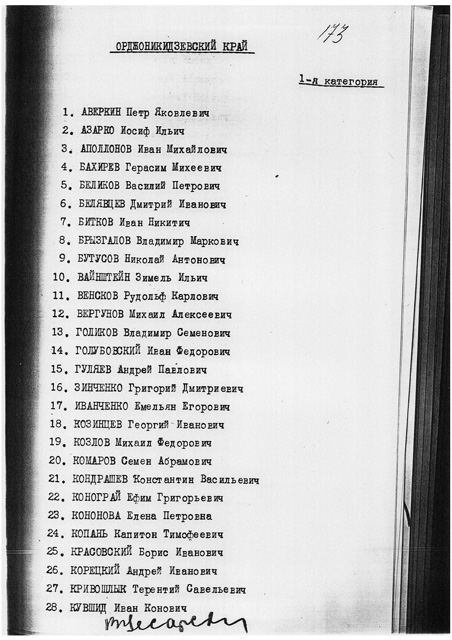 173
ОРДЖОНИКИДЗЕВСКИЙ КРАЙ
1-я категория
1. АВЕРКИН Петр Яковлевич
2. АЗАРКО Иосиф Ильич
3. АПОЛЛОНОВ Иван Михайлович
4. БАХИРЕВ Герасим Михеевич
5. БЕЛИКОВ Василий Петрович
6. БЕЛЯВЦЕВ Дмитрий Иванович
7. БИТКОВ Иван Никитич
8. БРЫЗГАЛОВ Владимир Маркович
9. БУТУСОВ Николай Антонович
10. ВАЙНШТЕЙН Зимель Ильич
11. ВЕНСКОВ Рудольф Карлович
12. ВЕРГУНОВ Михаил Алексеевич
13. ГОЛИКОВ Владимир Семенович
14. ГОЛУБОВСКИЙ Иван Федорович
15. ГУЛЯЕВ Андрей Павлович
16. ЗИНЧЕНКО Григорий Дмитриевич
17. ИВАНЧЕНКО Емельян Егорович
18. КОЗИНЦЕВ Георгий Иванович
19. КОЗЛОВ Михаил Федорович
20. КОМАРОВ Семен Абрамович
21. КОНДРАШЕВ Константин Васильевич
22. КОНОГРАЙ Ефим Григорьевич
23. КОНОНОВА Елена Петровна
24. КОПАНЬ Капитон Тимофеевич
25. КРАСОВСКИЙ Борис Иванович
26. КОРЕЦКИЙ Андрей Иванович
27. КРИВОШЛЫК Терентий Савельевич
28. КУВШИД Иван Конович